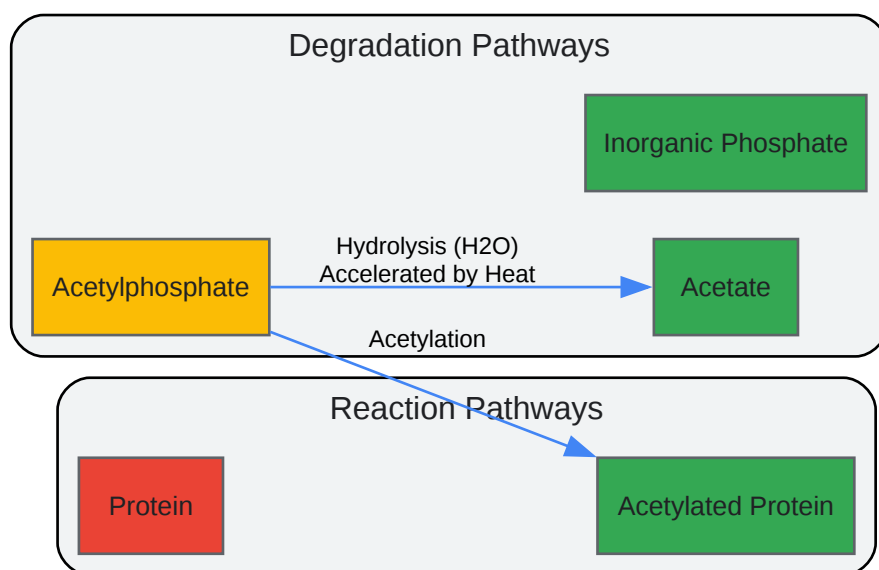 Degradation Pathways
Inorganic Phosphate
Hydrolysis (H2O)
Accelerated by Heat
Acetylphosphate
Acetate
Acetylation
Reaction Pathways
Protein
Acetylated Protein